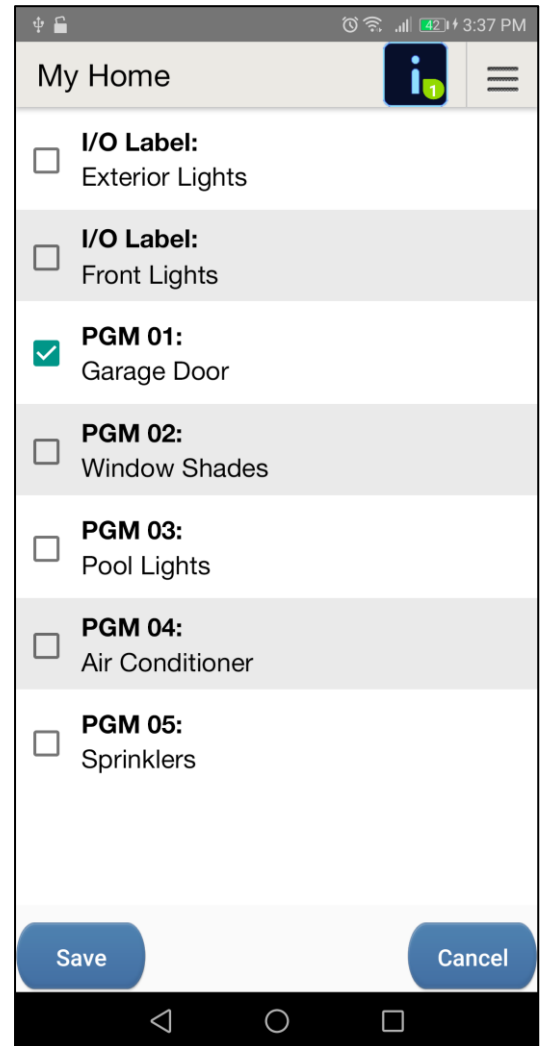 42 3:37 PM
My Home
i 1
I/O Label:
Exterior Lights
I/O Label:
Front Lights
PGM 01:
Garage Door
PGM 02:
Window Shades
PGM 03:
Pool Lights
PGM 04:
Air Conditioner
PGM 05:
Sprinklers
Save Cancel